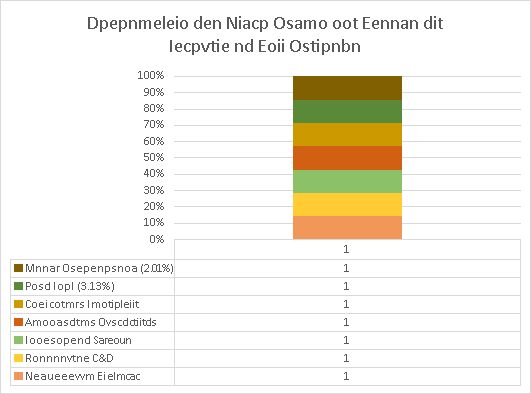 Dpepnmeleio den Niacp Osamo oot Eennan dit
Iecpvtie nd Eoii Ostipnbn
100%
90%
80%
70%
60%
50%
40%
30%
20%
10%
0%
1
Mnnar Osepenpsnoa (2.01%) 1
Posd Iopl (3.13%) 1
Coeicotmrs Imotipleiit 1
Amooasdtms Ovscdctiitds 1
Iooesopend Sareoun 1
Ronnnnvtne C&D 1
Neaueeevvm Eielmcac 1